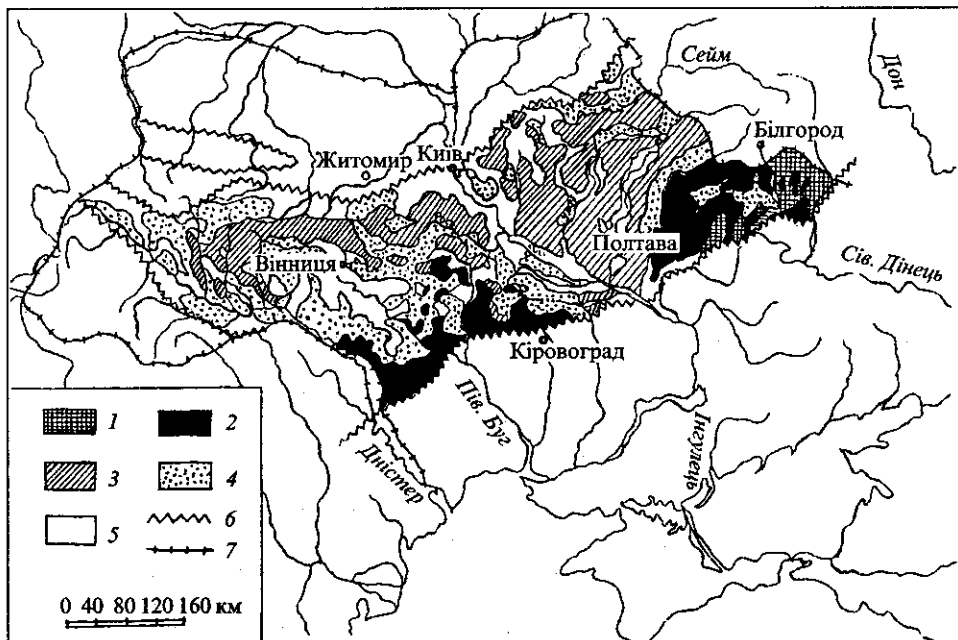 Сейм
Дон
Білгород
Житомир
Київ
Полтава
Вінниця
Сів. Дінець
Кіровоград
Пів. Буг
Інгулець
Дністер
1 2
3 4
5 6
7
0 40 80 120 160 км